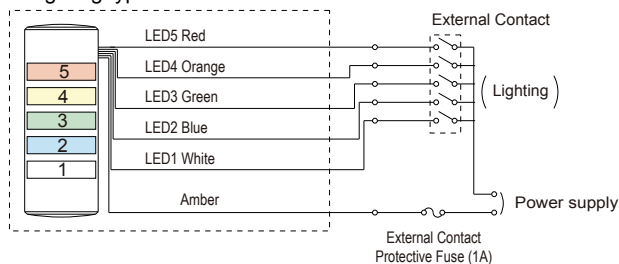 External Contact
LED5 Red
5
LED4 Orange
4
LED3 Green
(Lighting)
3
LED2 Blue
2
LED1 White
1
Amber
Power supply
External Contact
Protective Fuse (1A)